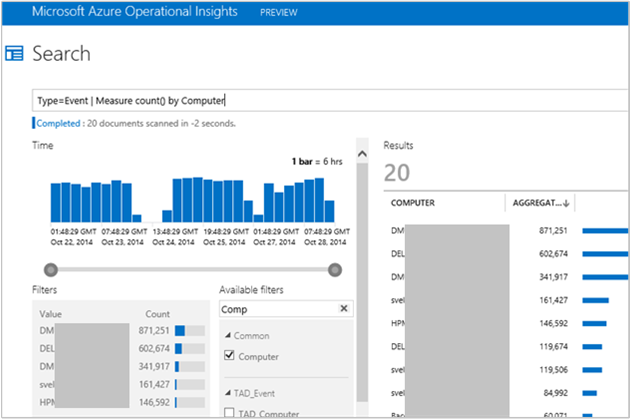 Microsoft Azure Operational Insights PREVIEW
Search
Type=Event | Measure count() by Computer
Completed : 20 documents scanned in -2 seconds.
Time
1 bar = 6 hrs
01:48:29 GMT 07:48:29 GMT 13:48:29 GMT 19:48:29 GMT 01:48:29 GMT 07:48:29 GMT
Oct 22, 2014 Oct 23, 2014 Oct 24, 2014 Oct 25, 2014 Oct 27, 2014 Oct 28, 2014
Filters
Value Count
DM 871,251
DEL 602,674
DM 341,917
svel 161,427
HPM 146,592
Available filters
Comp
Common
Computer
TAD_Event
TAD_Computer
Results
20
COMPUTER AGGREGAT...
DM 871,251
DEL 602,674
DM 341,917
svel 161,427
HPM 146,592
DEL 119,674
svel 119,506
svel 84,992